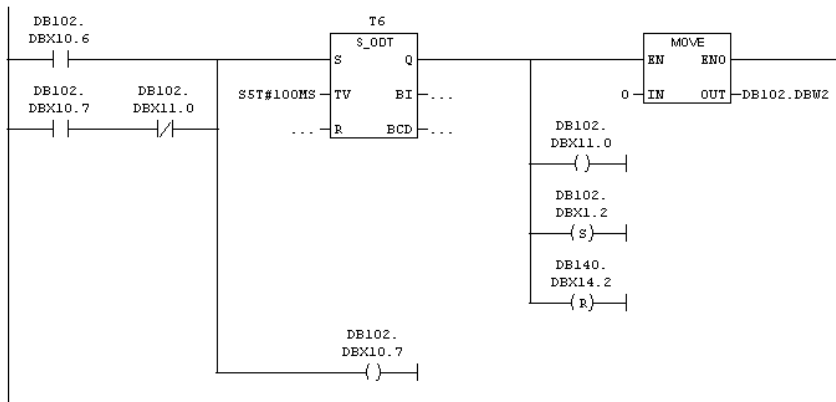 DB102.
DBX10.6
T6
S_ODT
S Q
MOVE
EN ENO
DB102.
DBX10.7
DB102.
DBX11.0
S5T#100MS TV BI ...
0 IN OUT DB102.DBW2
... R BCD ...
DB102.
DBX11.0
( )
DB102.
DBX1.2
(S)
DB140.
DBX14.2
(R)
DB102.
DBX10.7
( )